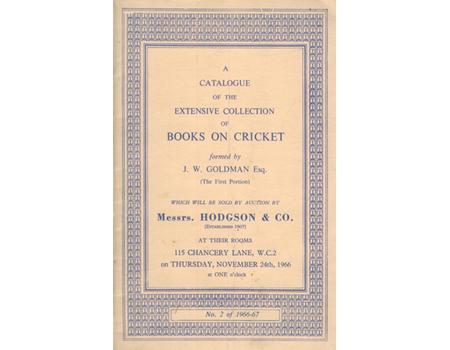 A
CATALOGUE
OF THE
EXTENSIVE COLLECTION
OF
BOOKS ON CRICKET
formed by
J. W. GOLDMAN Esq.
(The First Portion)
WHICH WILL BE SOLD BY AUCTION BY
Messrs. HODGSON & CO.
[ESTABLISHED 1807]
AT THEIR ROOMS
115 CHANCERY LANE, W.C.2
on THURSDAY, NOVEMBER 24th, 1966
at ONE o'clock
No. 2 of 1966-67